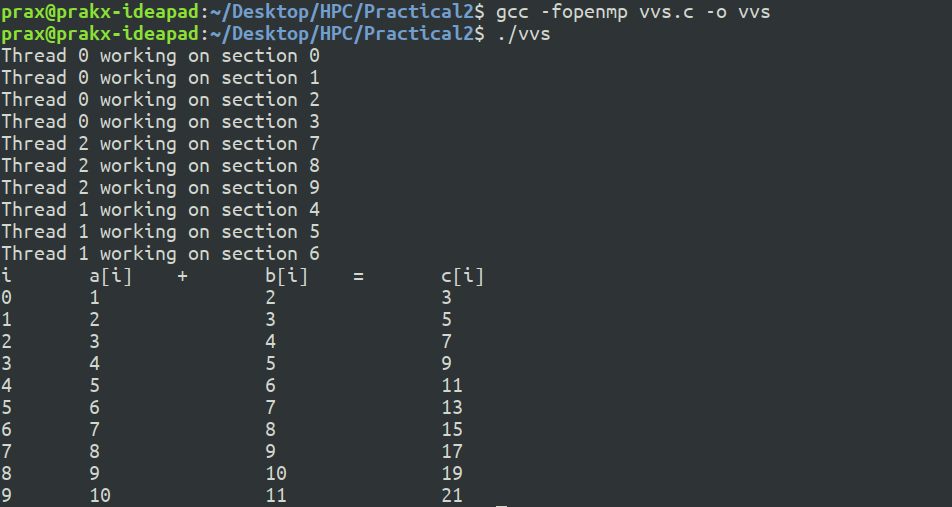 prax@prakx-ideapad:~/Desktop/HPC/Practical2$ gcc -fopenmp vvs.c -o vvs
prax@prakx-ideapad:~/Desktop/HPC/Practical2$ ./vvs
Thread 0 working on section 0
Thread 0 working on section 1
Thread 0 working on section 2
Thread 0 working on section 3
Thread 2 working on section 7
Thread 2 working on section 8
Thread 2 working on section 9
Thread 1 working on section 4
Thread 1 working on section 5
Thread 1 working on section 6
i       a[i]    +       b[i]    =       c[i]
0       1               2               3
1       2               3               5
2       3               4               7
3       4               5               9
4       5               6               11
5       6               7               13
6       7               8               15
7       8               9               17
8       9               10              19
9       10              11              21